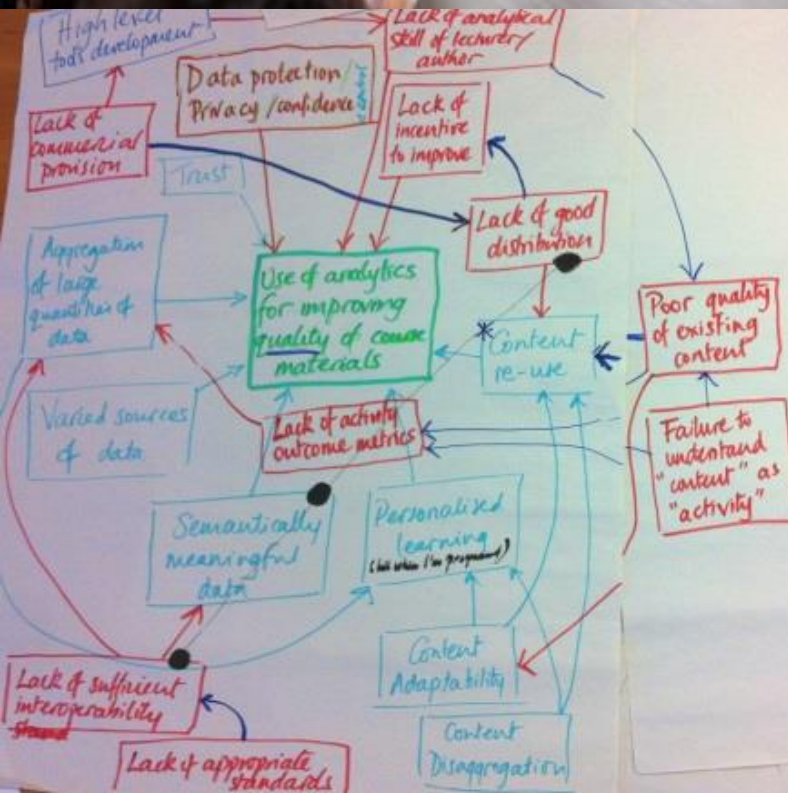 High level
tools development
Lack of analytical
skill of lecturer/
author
Data protection/
Privacy/confidence
control
Lack of
incentive
to improve
Lack of
commercial
provision
Trust
Lack of good
distribution
Aggregation
of large
quantities of
data
Use of analytics
for improving
quality of course
materials
Poor quality
of existing
content
* Content
re-use
Varied sources
of data
Lack of activity
outcome metrics
Failure to
understand
"content" as
"activity"
Semantically
meaningful
data
Personalised
learning
Content
Adaptability
Lack of sufficient
interoperability
Content
Disaggregation
Lack of appropriate
standards